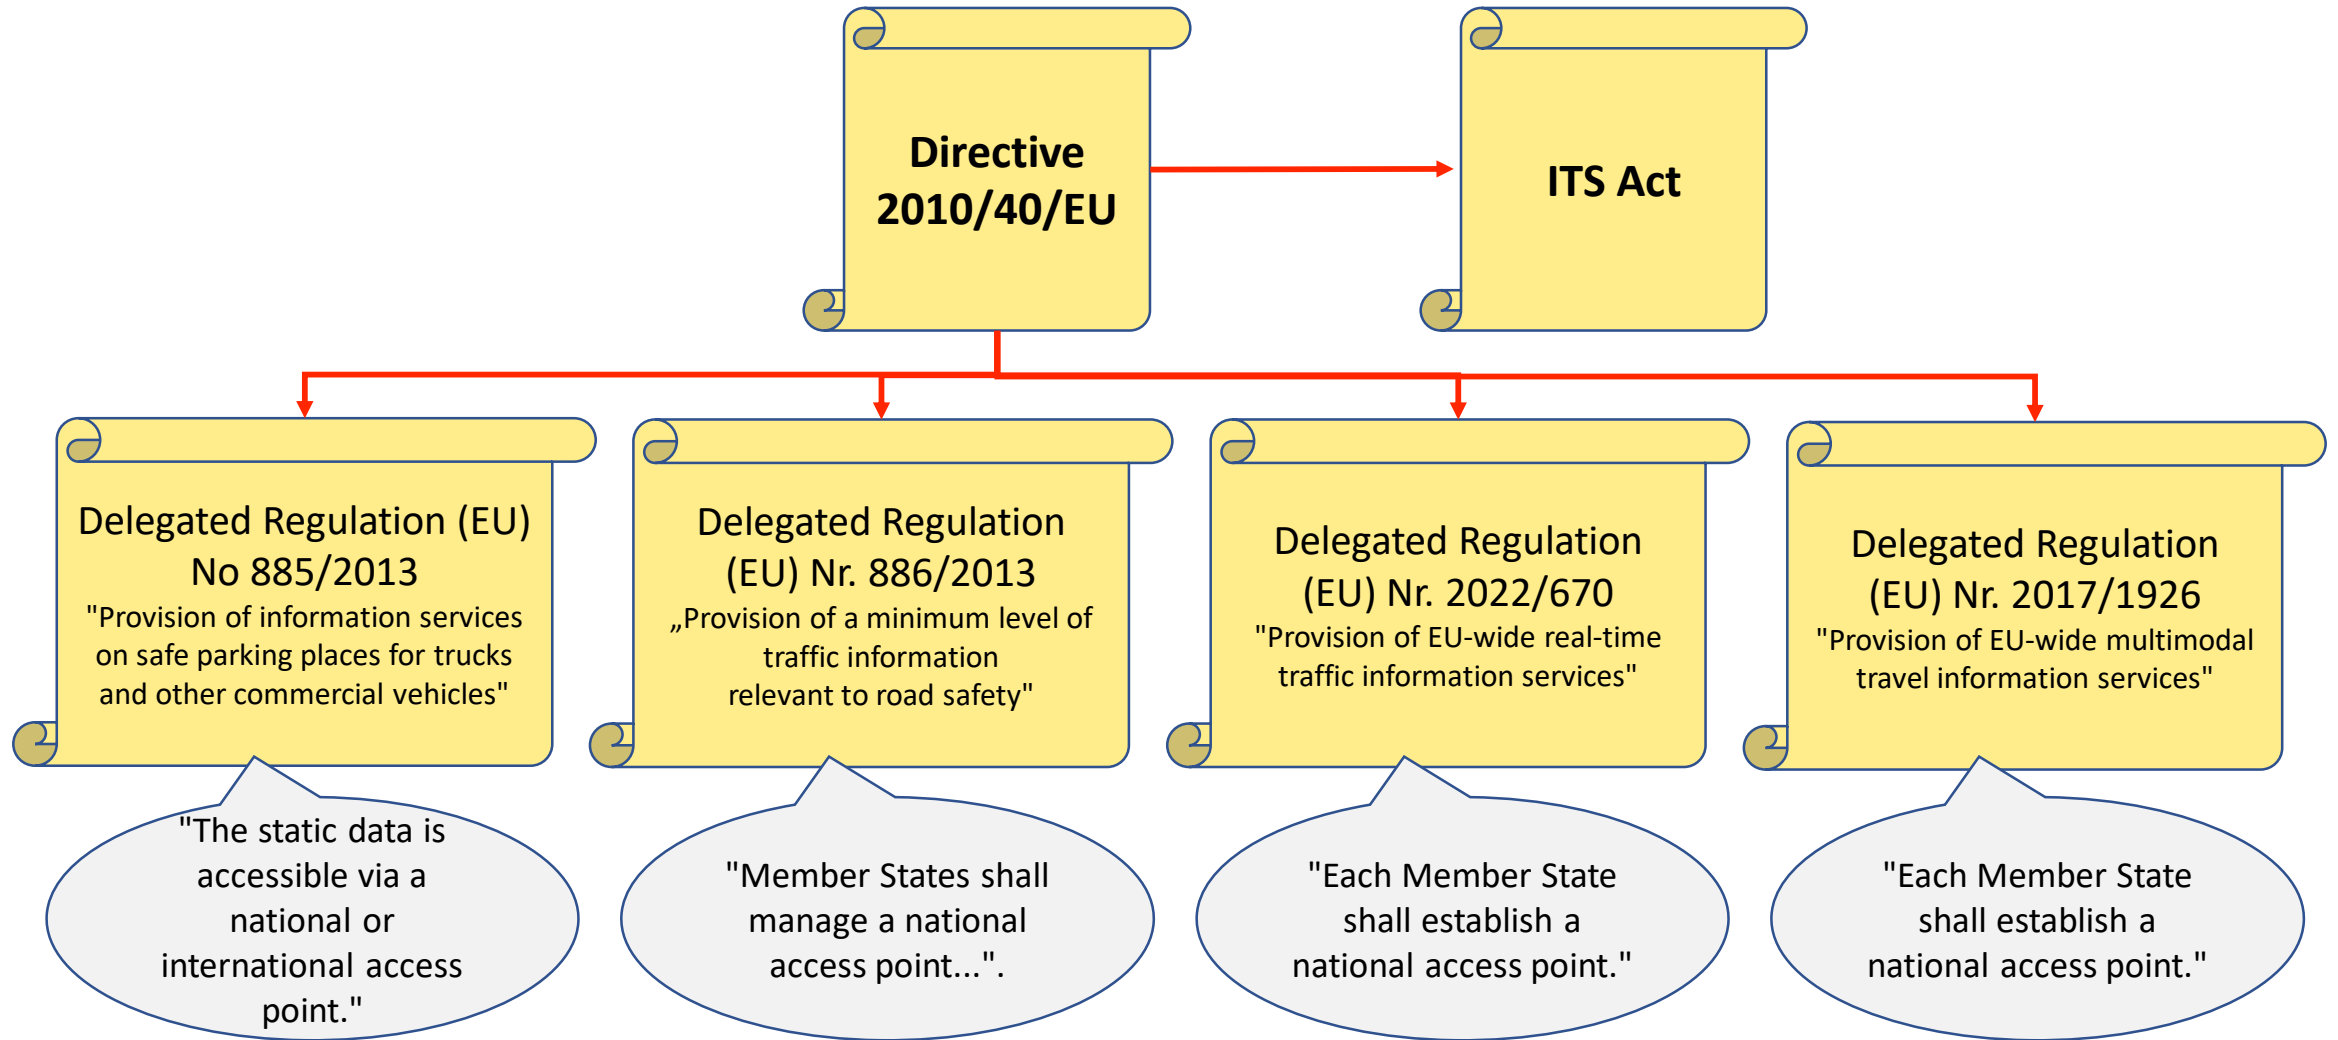 Directive
2010/40/EU
ITS Act
Delegated Regulation (EU)
No 885/2013
"Provision of information services
on safe parking places for trucks
and other commercial vehicles"
Delegated Regulation
(EU) Nr. 886/2013
„Provision of a minimum level of
traffic information
relevant to road safety"
Delegated Regulation
(EU) Nr. 2022/670
"Provision of EU-wide real-time
traffic information services"
Delegated Regulation
(EU) Nr. 2017/1926
"Provision of EU-wide multimodal
travel information services"
"The static data is
accessible via a
national or
international access
point."
"Member States shall
manage a national
access point...".
"Each Member State
shall establish a
national access point."
"Each Member State
shall establish a
national access point."